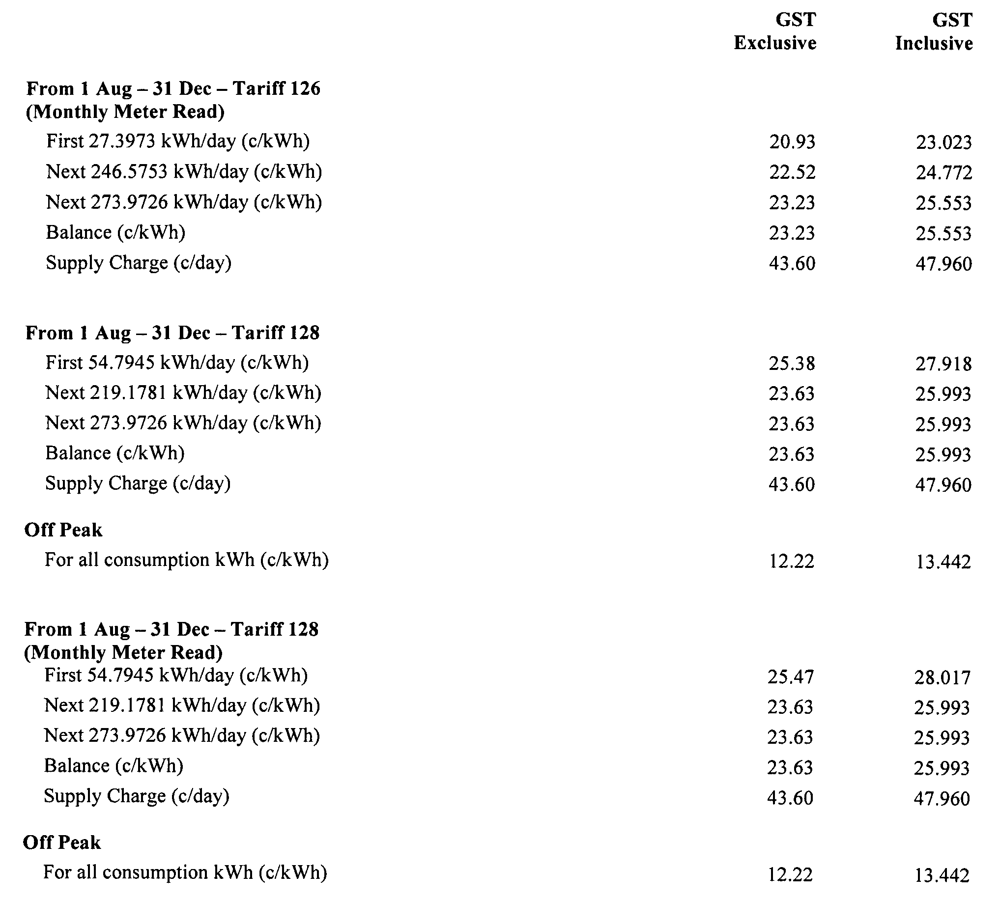 GST GST
Exclusive Inclusive
From 1 Aug – 31 Dec – Tariff 126
(Monthly Meter Read)
First 27.3973 kWh/day (c/kWh) 20.93 23.023
Next 246.5753 kWh/day (c/kWh) 22.52 24.772
Next 273.9726 kWh/day (c/kWh) 23.23 25.553
Balance (c/kWh) 23.23 25.553
Supply Charge (c/day) 43.60 47.960
From 1 Aug – 31 Dec – Tariff 128
First 54.7945 kWh/day (c/kWh) 25.38 27.918
Next 219.1781 kWh/day (c/kWh) 23.63 25.993
Next 273.9726 kWh/day (c/kWh) 23.63 25.993
Balance (c/kWh) 23.63 25.993
Supply Charge (c/day) 43.60 47.960
Off Peak
For all consumption kWh (c/kWh) 12.22 13.442
From 1 Aug – 31 Dec – Tariff 128
(Monthly Meter Read)
First 54.7945 kWh/day (c/kWh) 25.47 28.017
Next 219.1781 kWh/day (c/kWh) 23.63 25.993
Next 273.9726 kWh/day (c/kWh) 23.63 25.993
Balance (c/kWh) 23.63 25.993
Supply Charge (c/day) 43.60 47.960
Off Peak
For all consumption kWh (c/kWh) 12.22 13.442